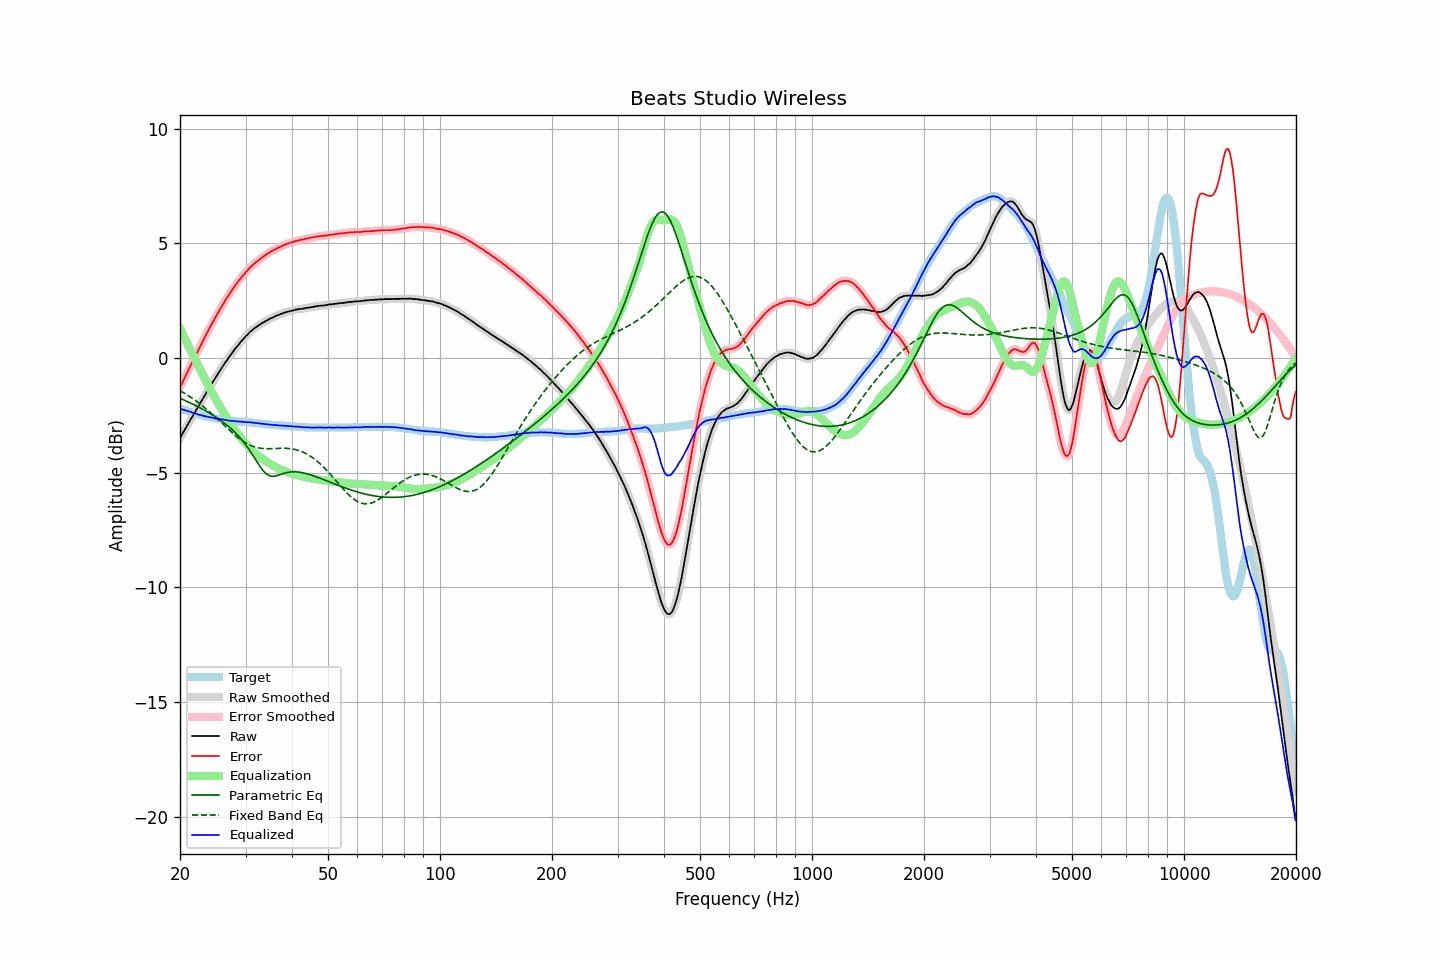 Beats Studio Wireless
Amplitude (dBr)
10
5
0
−5
−10
−15
−20
Target
Raw Smoothed
Error Smoothed
Raw
Error
Equalization
Parametric Eq
Fixed Band Eq
Equalized
20 50 100 200 500 1000 2000 5000 10000 20000
Frequency (Hz)